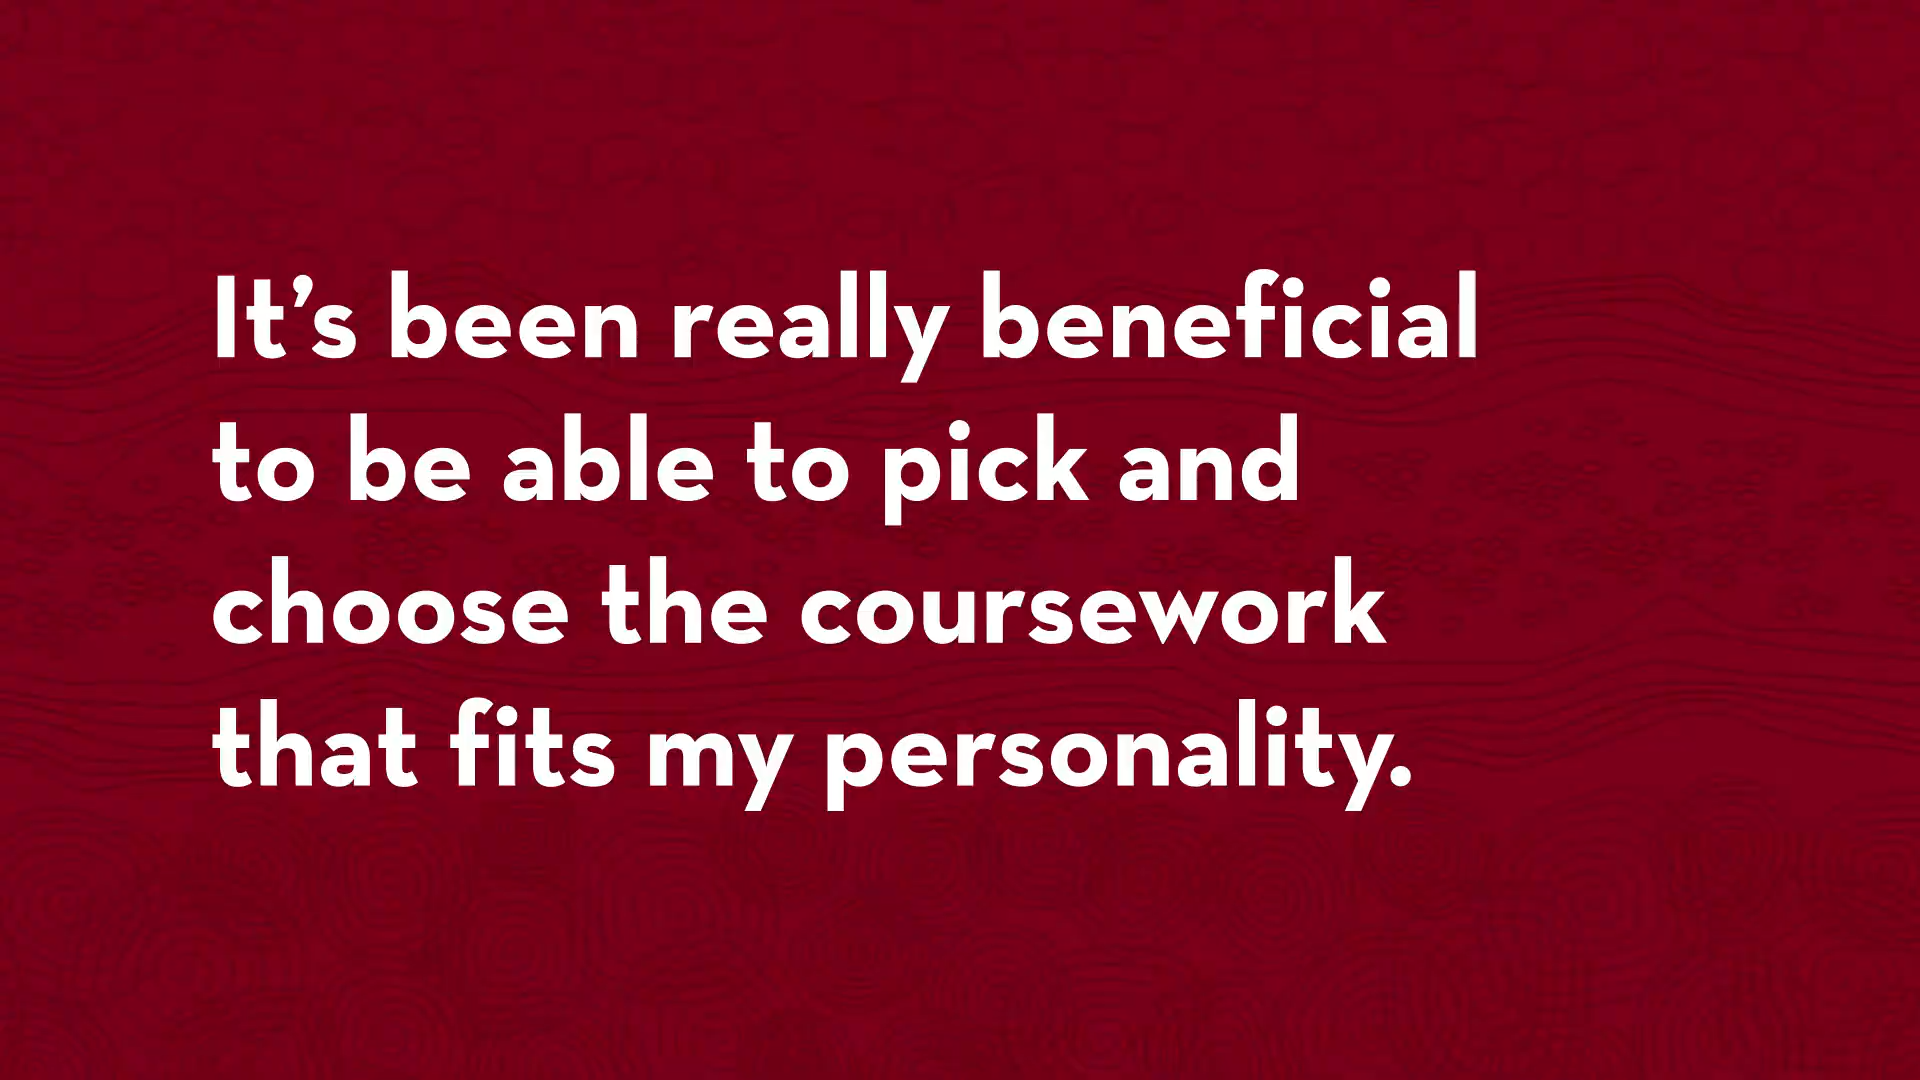 It’s been really beneficial
to be able to pick and
choose the coursework
that fits my personality.